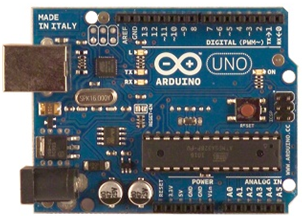 MADE IN ITALY
AREF
GND
13
12
~11
~10
~9
8
7
~6
~5
4
~3
2
TX→1
RX←0
DIGITAL (PWM~)
L
TX
RX
ARDUINO
UNO
ON
SPK16.000G
RESET
WWW.ARDUINO.CC
POWER
ANALOG IN
RESET
3V3
5V
GND
GND
VIN
A0
A1
A2
A3
A4
A5